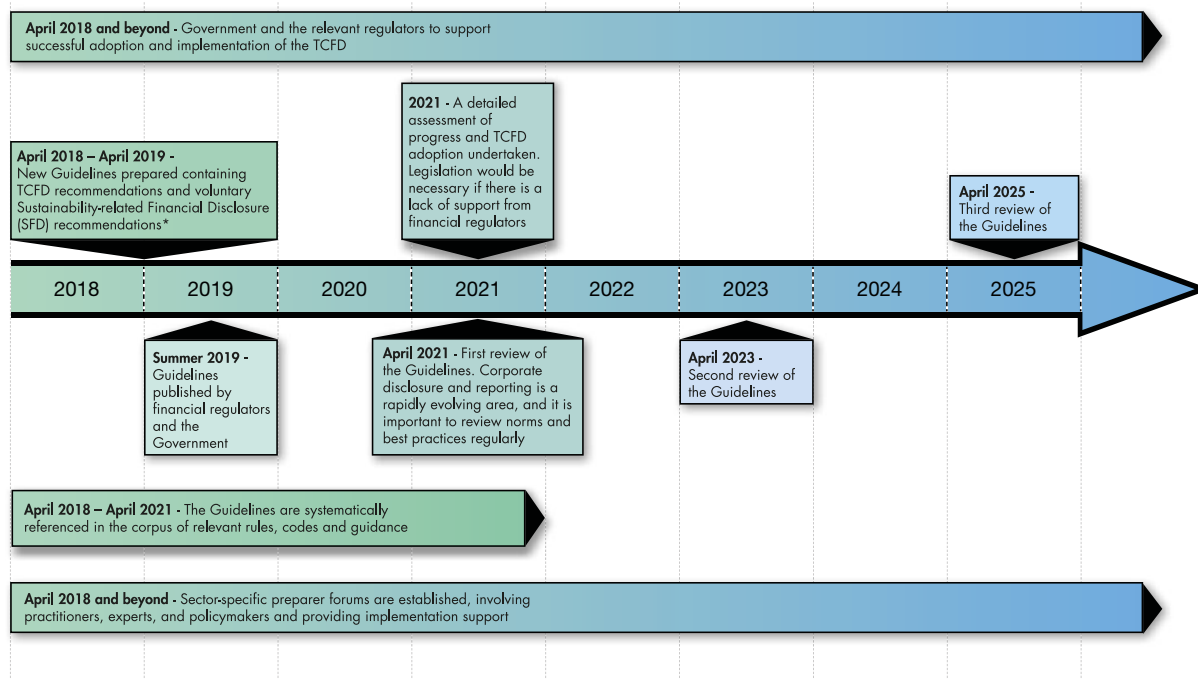 April 2018 and beyond - Government and the relevant regulators to support
successful adoption and implementation of the TCFD
2021 - A detailed
assessment of
progress and TCFD
adoption undertaken.
Legislation would be
necessary if there is a
lack of support from
financial regulators
April 2018 – April 2019 -
New Guidelines prepared containing
TCFD recommendations and voluntary
Sustainability-related Financial Disclosure
(SFD) recommendations*
April 2025 -
Third review of
the Guidelines
2018 2019 2020 2021 2022 2023 2024 2025
Summer 2019 -
Guidelines
published by
financial regulators
and the
Government
April 2021 - First review of
the Guidelines. Corporate
disclosure and reporting is a
rapidly evolving area, and it is
important to review norms and
best practices regularly
April 2023 -
Second review of
the Guidelines
April 2018 – April 2021 - The Guidelines are systematically
referenced in the corpus of relevant rules, codes and guidance
April 2018 and beyond - Sector-specific preparer forums are established, involving
practitioners, experts, and policymakers and providing implementation support